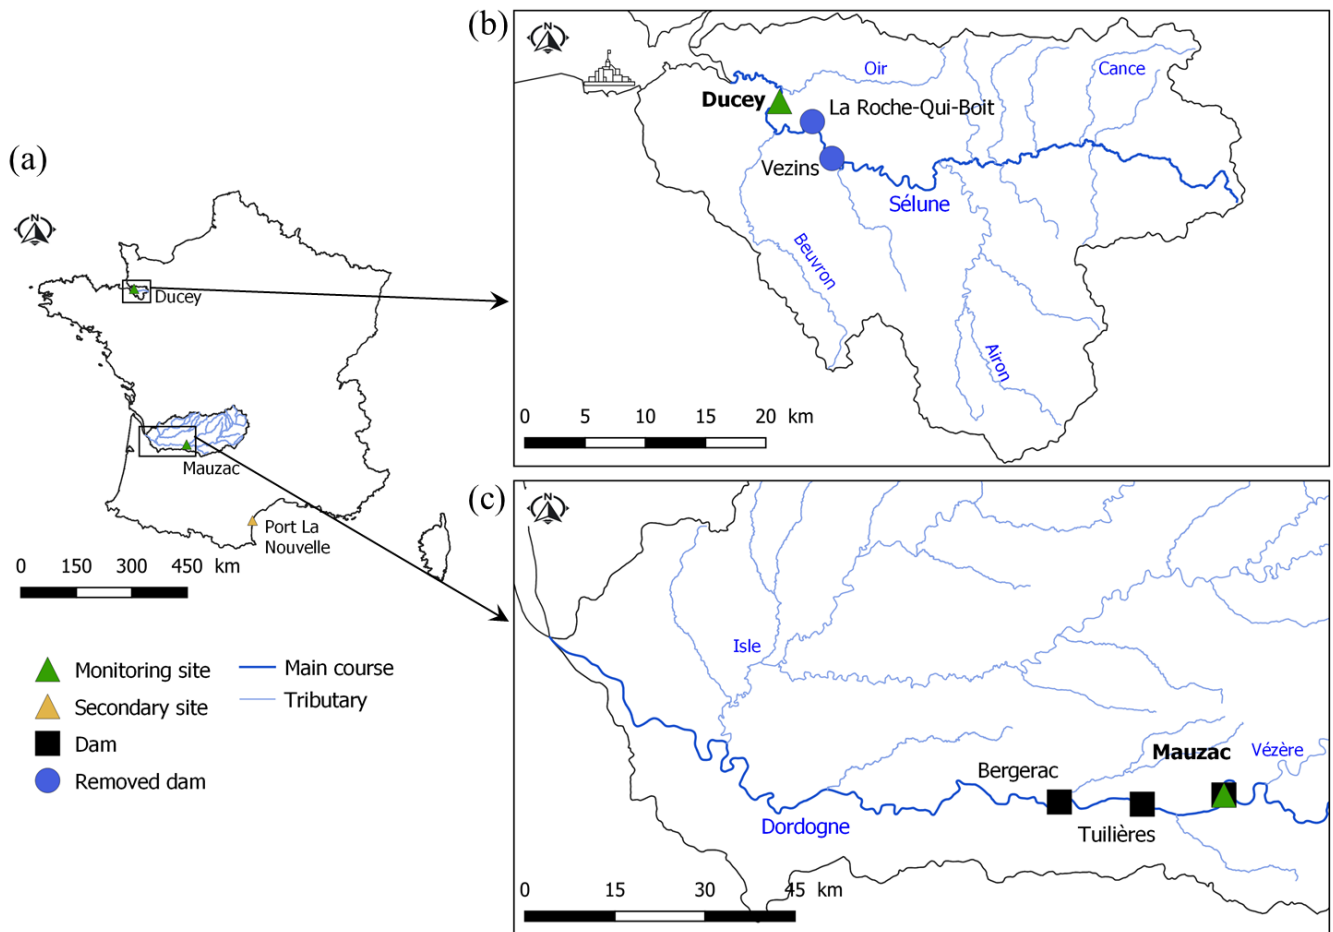 (a)
N
Ducey
Mauzac
Port La
Nouvelle
0 150 300 450 km
Monitoring site
Secondary site
Dam
Removed dam
Main course
Tributary
(b)
N
Oir
Cance
Ducey
La Roche-Qui-Boit
Vezins
Sélune
Beuvron
Airon
0 5 10 15 20 km
(c)
N
Isle
Mauzac
Vézère
Bergerac
Dordogne
Tuilières
0 15 30 45 km